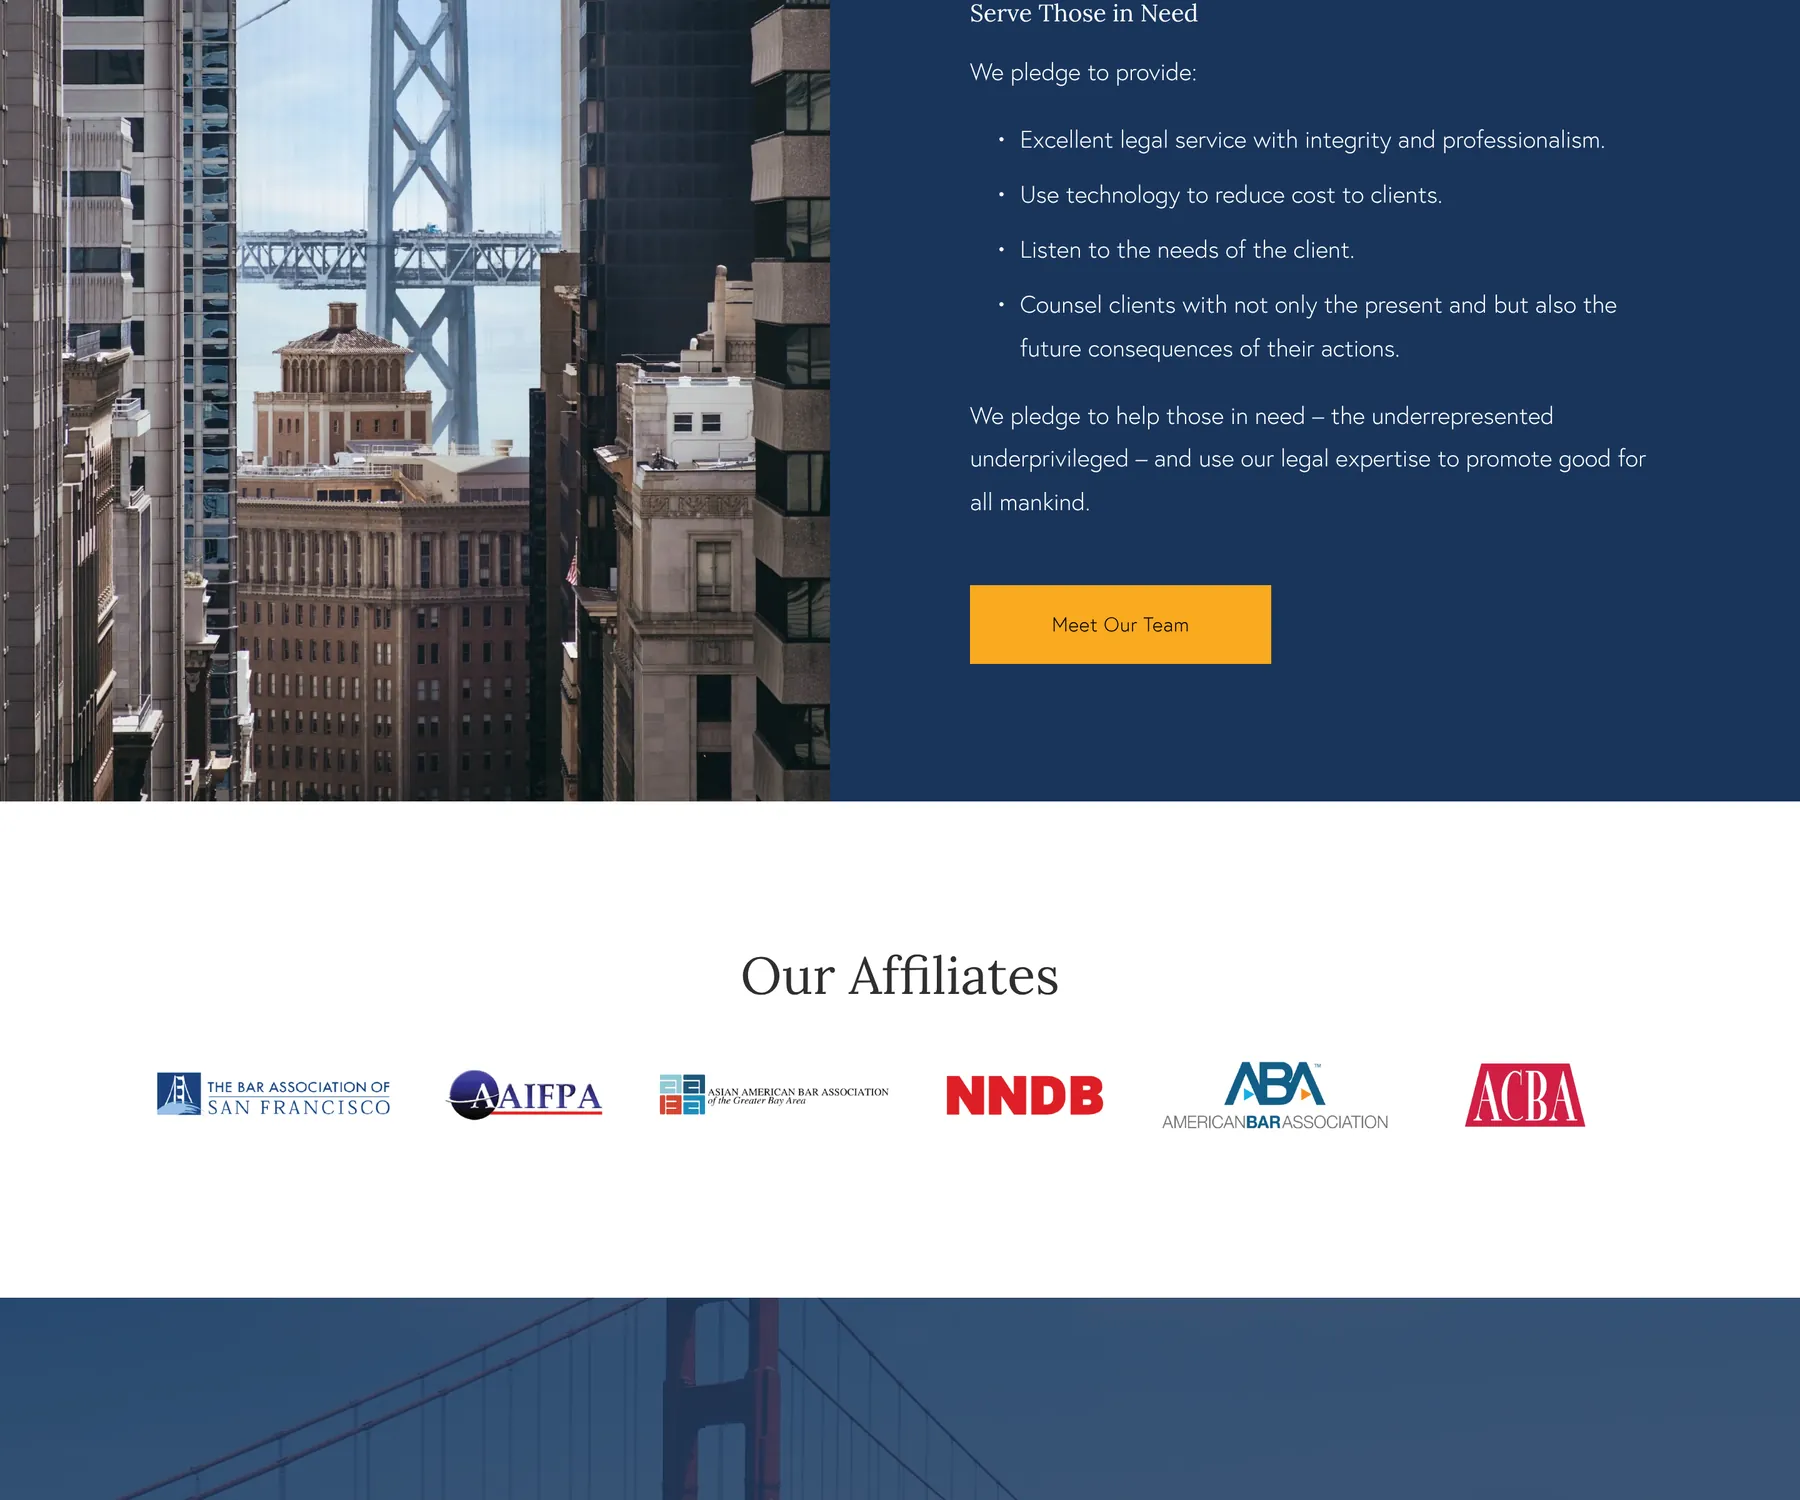 Serve Those in Need
We pledge to provide:
• Excellent legal service with integrity and professionalism.
• Use technology to reduce cost to clients.
• Listen to the needs of the client.
• Counsel clients with not only the present and but also the
future consequences of their actions.
We pledge to help those in need – the underrepresented
underprivileged – and use our legal expertise to promote good for
all mankind.
Meet Our Team
Our Affiliates
THE BAR ASSOCIATION OF
SAN FRANCISCO
AAIFPA
ASIAN AMERICAN BAR ASSOCIATION
of the Greater Bay Area
NNDB
ABA™
AMERICANBARASSOCIATION
ACBA